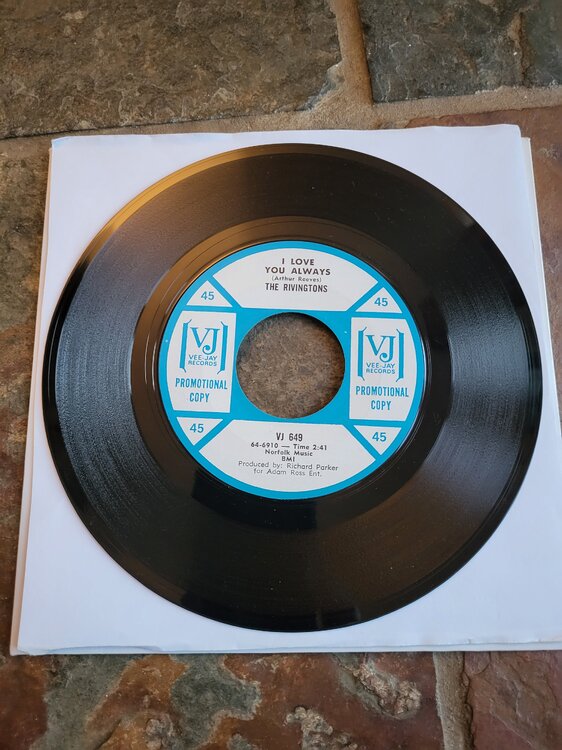 I LOVE
YOU ALWAYS
(Arthur Reeves)
THE RIVINGTONS
45
45
VJ
VEE-JAY
RECORDS
PROMOTIONAL
COPY
VJ
VEE-JAY
RECORDS
PROMOTIONAL
COPY
45
45
VJ 649
64-6910 — Time 2:41
Norfolk Music
BMI
Produced by: Richard Parker
for Adam Ross Ent.